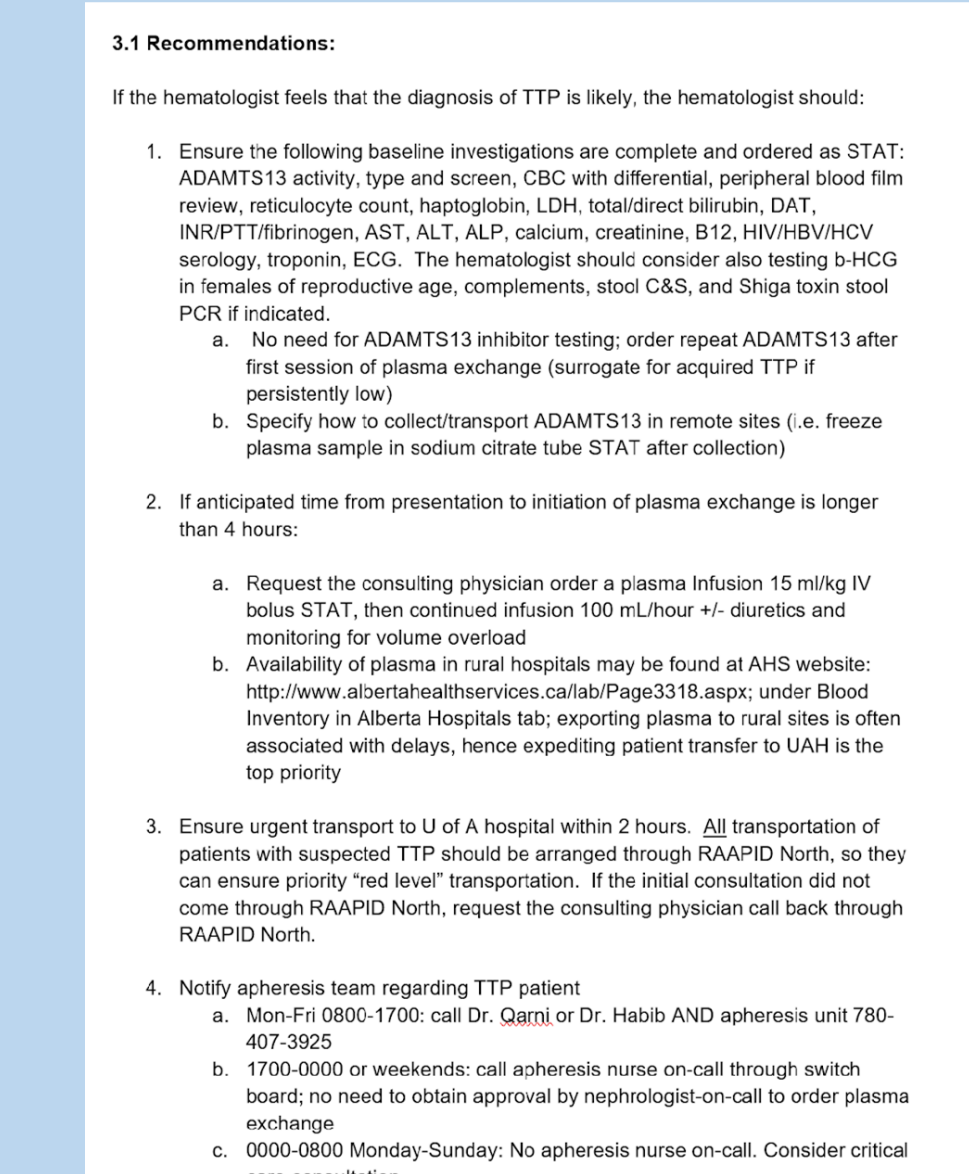 3.1 Recommendations:
If the hematologist feels that the diagnosis of TTP is likely, the hematologist should:
1. Ensure the following baseline investigations are complete and ordered as STAT:
ADAMTS13 activity, type and screen, CBC with differential, peripheral blood film
review, reticulocyte count, haptoglobin, LDH, total/direct bilirubin, DAT,
INR/PTT/fibrinogen, AST, ALT, ALP, calcium, creatinine, B12, HIV/HBV/HCV
serology, troponin, ECG.  The hematologist should consider also testing b-HCG
in females of reproductive age, complements, stool C&S, and Shiga toxin stool
PCR if indicated.
a. No need for ADAMTS13 inhibitor testing; order repeat ADAMTS13 after
first session of plasma exchange (surrogate for acquired TTP if
persistently low)
b. Specify how to collect/transport ADAMTS13 in remote sites (i.e. freeze
plasma sample in sodium citrate tube STAT after collection)
2. If anticipated time from presentation to initiation of plasma exchange is longer
than 4 hours:
a. Request the consulting physician order a plasma Infusion 15 ml/kg IV
bolus STAT, then continued infusion 100 mL/hour +/- diuretics and
monitoring for volume overload
b. Availability of plasma in rural hospitals may be found at AHS website:
http://www.albertahealthservices.ca/lab/Page3318.aspx; under Blood
Inventory in Alberta Hospitals tab; exporting plasma to rural sites is often
associated with delays, hence expediting patient transfer to UAH is the
top priority
3. Ensure urgent transport to U of A hospital within 2 hours.  All transportation of
patients with suspected TTP should be arranged through RAAPID North, so they
can ensure priority “red level” transportation.  If the initial consultation did not
come through RAAPID North, request the consulting physician call back through
RAAPID North.
4. Notify apheresis team regarding TTP patient
a. Mon-Fri 0800-1700: call Dr. Qarni or Dr. Habib AND apheresis unit 780-
407-3925
b. 1700-0000 or weekends: call apheresis nurse on-call through switch
board; no need to obtain approval by nephrologist-on-call to order plasma
exchange
c. 0000-0800 Monday-Sunday: No apheresis nurse on-call. Consider critical